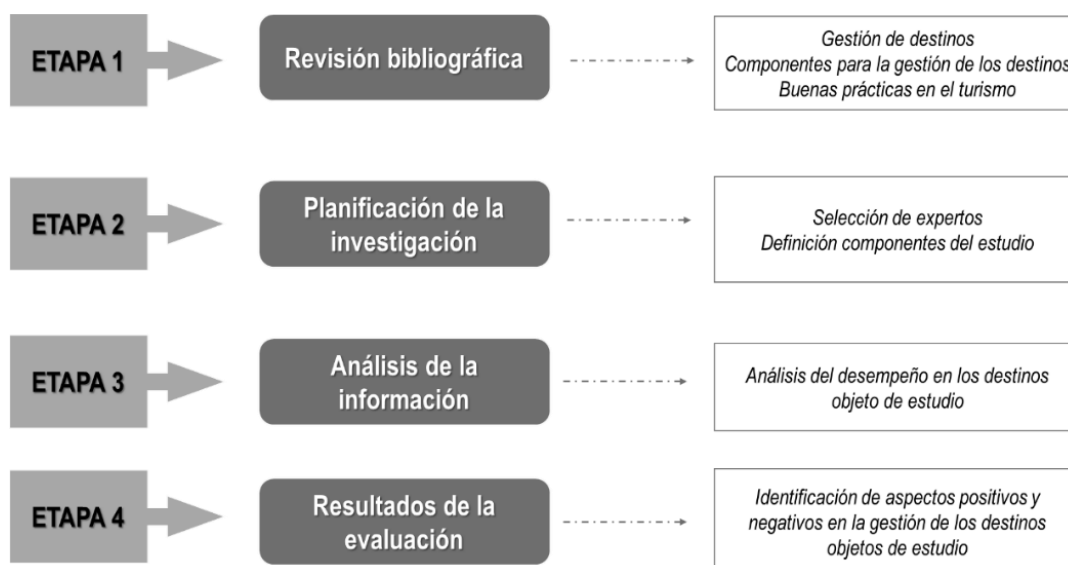 ETAPA 1
Revisión bibliográfica
Gestión de destinos
Componentes para la gestión de los destinos
Buenas prácticas en el turismo
ETAPA 2
Planificación de la
investigación
Selección de expertos
Definición componentes del estudio
ETAPA 3
Análisis de la
información
Análisis del desempeño en los destinos
objeto de estudio
ETAPA 4
Resultados de la
evaluación
Identificación de aspectos positivos y
negativos en la gestión de los destinos
objetos de estudio